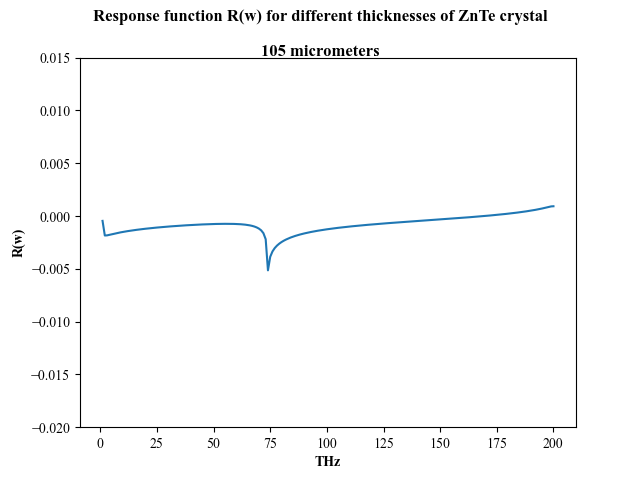 Response function R(w) for different thicknesses of ZnTe crystal
105 micrometers
0.015
0.010
0.005
0.000
−0.005
−0.010
−0.015
−0.020
R(w)
0 25 50 75 100 125 150 175 200
THz